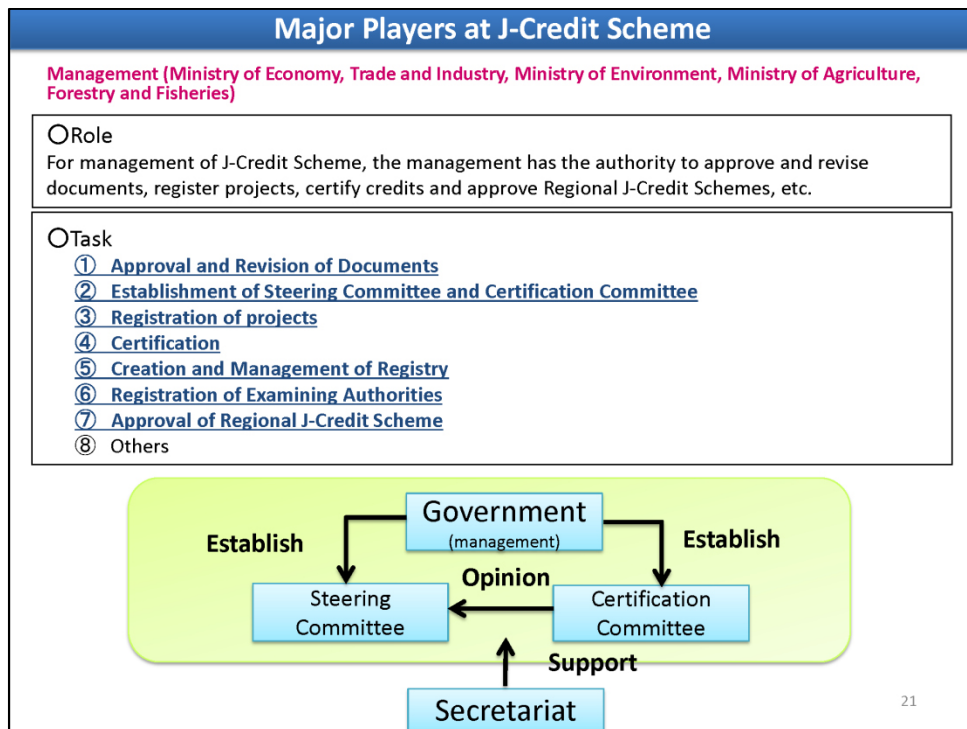 Major Players at J-Credit Scheme
Management (Ministry of Economy, Trade and Industry, Ministry of Environment, Ministry of Agriculture,
Forestry and Fisheries)
○Role
For management of J-Credit Scheme, the management has the authority to approve and revise
documents, register projects, certify credits and approve Regional J-Credit Schemes, etc.
○Task
① Approval and Revision of Documents
② Establishment of Steering Committee and Certification Committee
③ Registration of projects
④ Certification
⑤ Creation and Management of Registry
⑥ Registration of Examining Authorities
⑦ Approval of Regional J-Credit Scheme
⑧ Others
Government
(management)
Establish
Establish
Opinion
Steering
Committee
Certification
Committee
Support
Secretariat
21